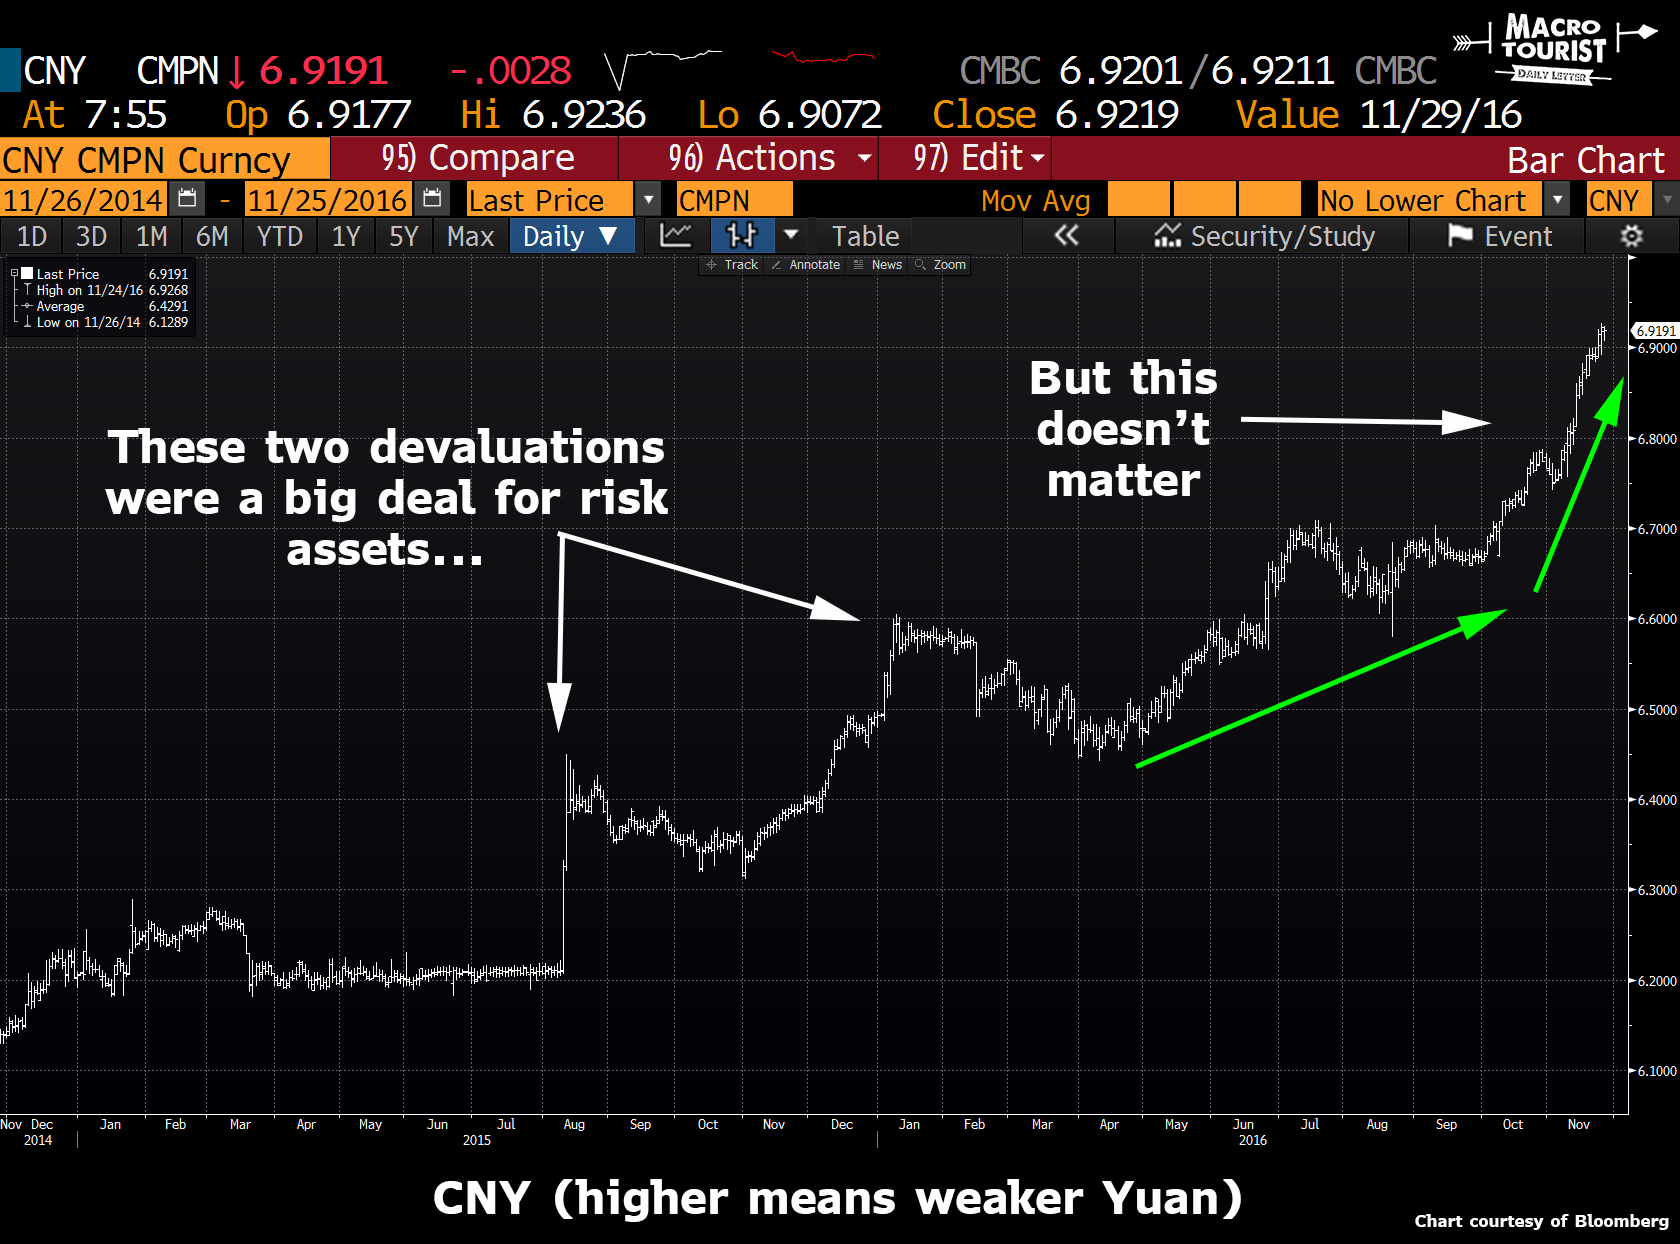 MACRO
TOURIST
DAILY LETTER
CNY CMPN ↓ 6.9191 -.0028 CMBC 6.9201/6.9211 CMBC
At 7:55 Op 6.9177 Hi 6.9236 Lo 6.9072 Close 6.9219 Value 11/29/16
CNY CMPN Curncy 95) Compare 96) Actions 97) Edit Bar Chart
11/26/2014 - 11/25/2016 Last Price CMPN Mov Avg No Lower Chart CNY
1D 3D 1M 6M YTD 1Y 5Y Max Daily ▼ Table « Security/Study Event
Track Annotate News Zoom
Last Price 6.9191
High on 11/24/16 6.9268
Average 6.4291
Low on 11/26/14 6.1289
These two devaluations
were a big deal for risk
assets...
But this
doesn't
matter
6.9191
6.9000
6.8000
6.7000
6.6000
6.5000
6.4000
6.3000
6.2000
6.1000
Nov Dec Jan Feb Mar Apr May Jun Jul Aug Sep Oct Nov Dec Jan Feb Mar Apr May Jun Jul Aug Sep Oct Nov
2014 2015 2016
CNY (higher means weaker Yuan)
Chart courtesy of Bloomberg